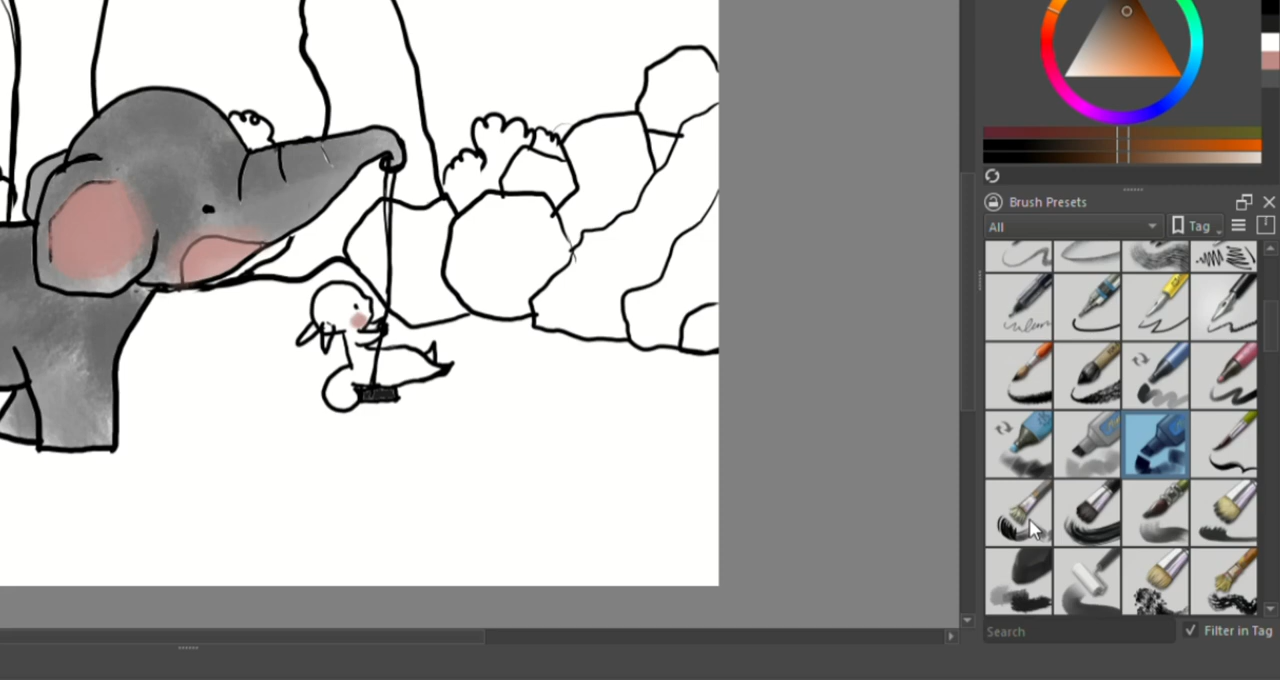 Brush Presets
All
Tag
Search
Filter in Tag